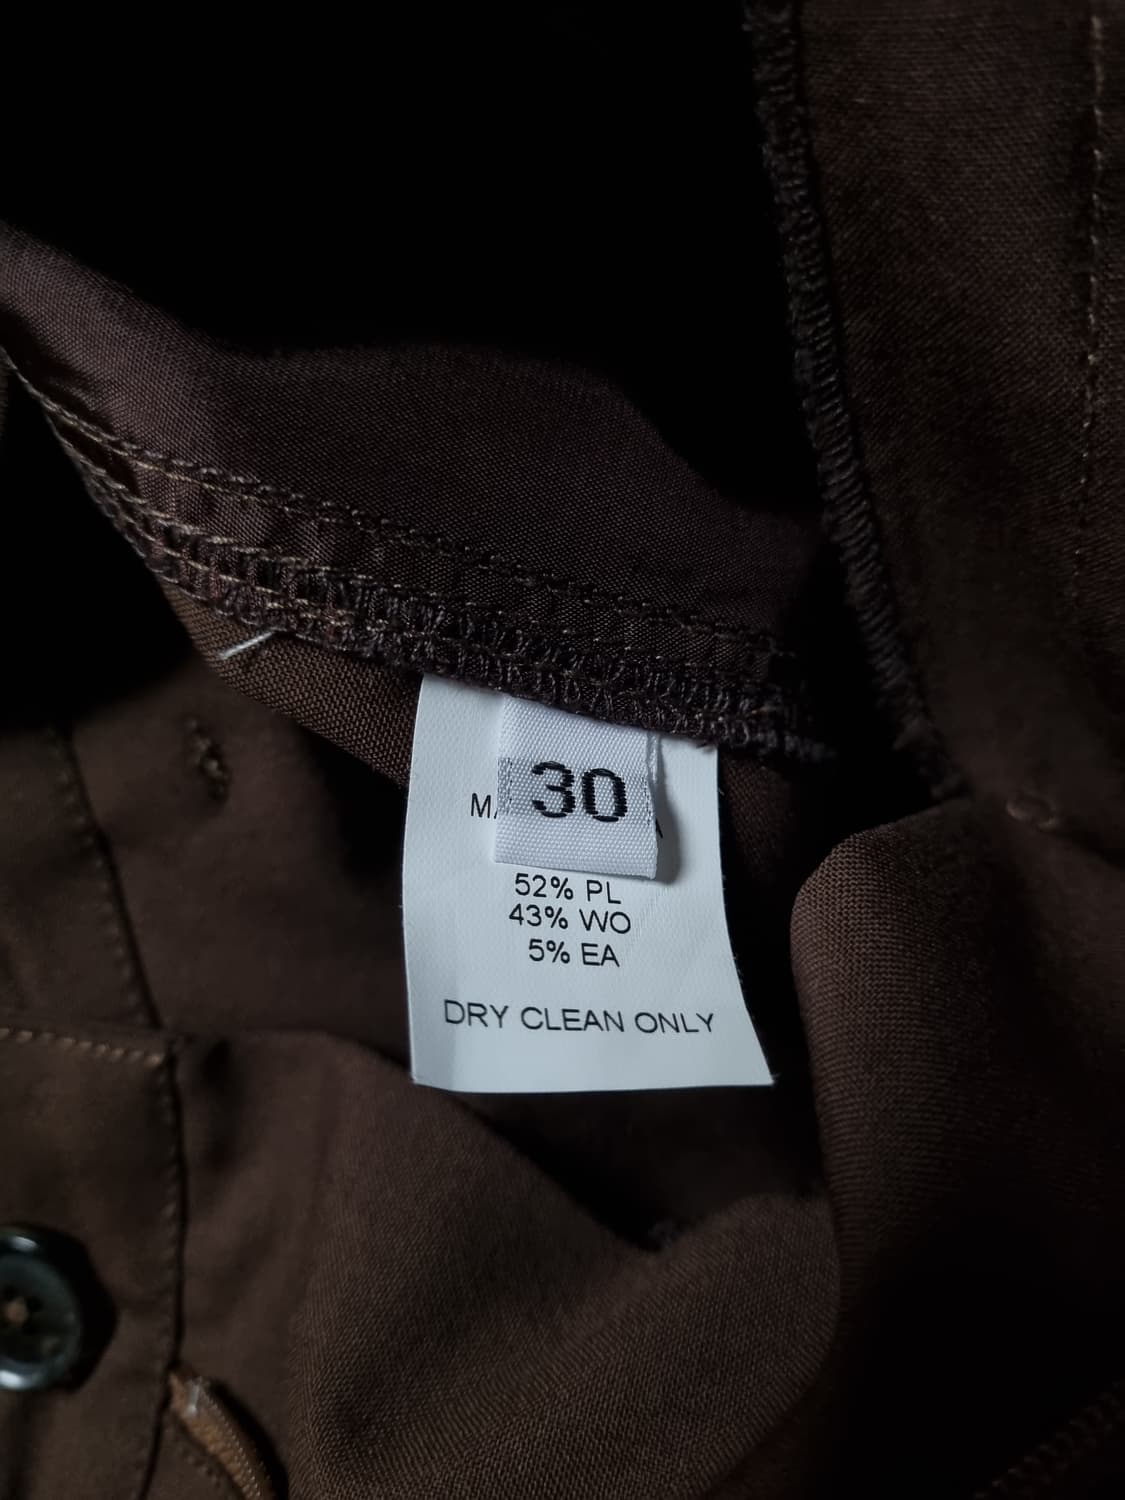 30
52% PL
43% WO
5% EA
DRY CLEAN ONLY